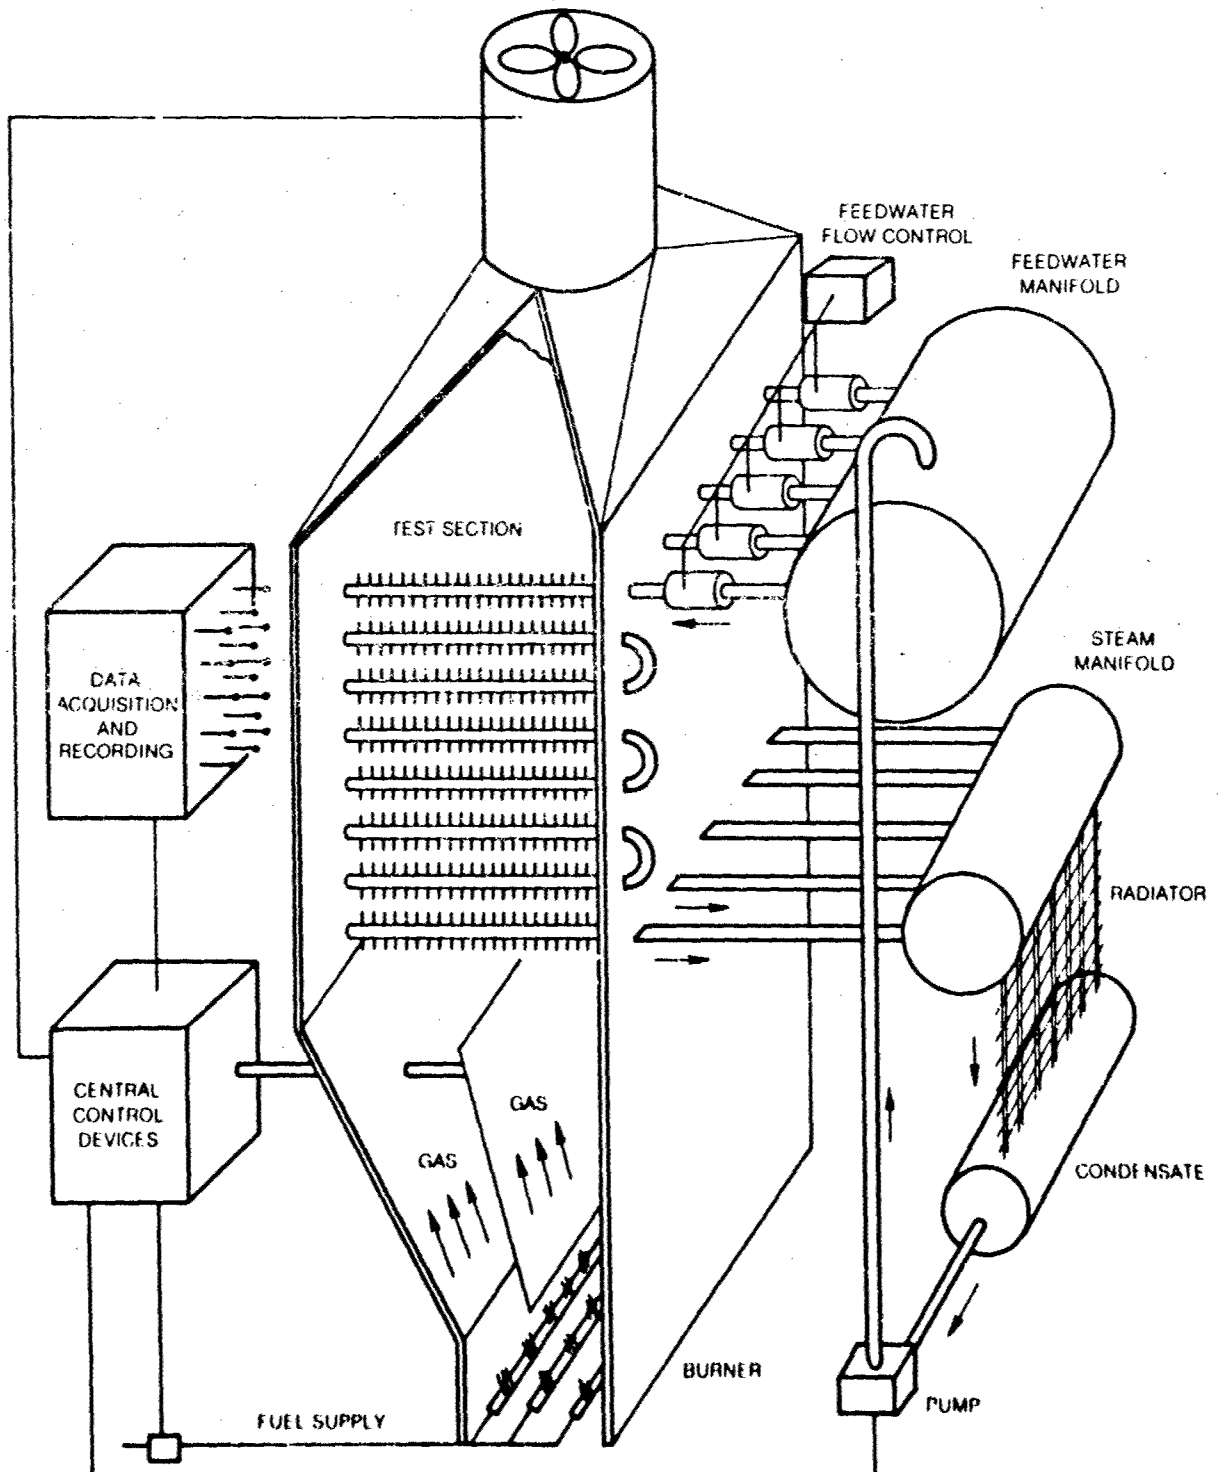 FEEDWATER
FLOW CONTROL
FEEDWATER
MANIFOLD
TEST SECTION
STEAM
MANIFOLD
DATA
ACQUISITION
AND
RECORDING
RADIATOR
CENTRAL
CONTROL
DEVICES
GAS
GAS
CONDENSATE
BURNER
PUMP
FUEL SUPPLY